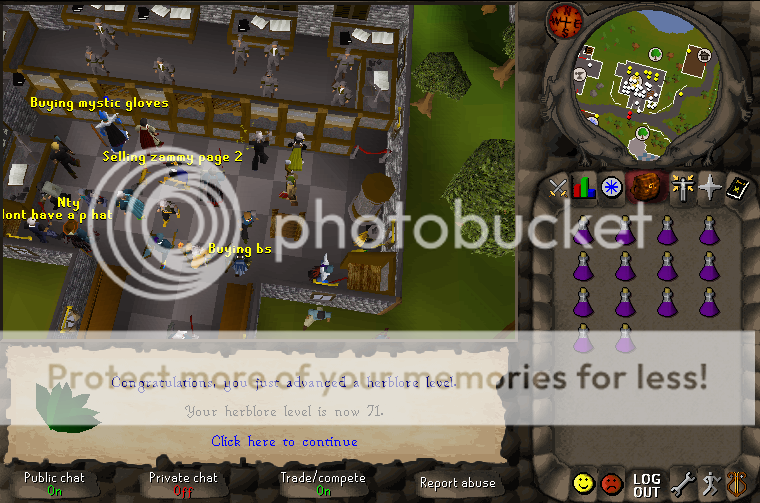 Buying mystic gloves
Selling zammy page 2
Nty
dont have a p hat
Buying bs
photobucket
Protect more of your memories for less!
Congratulations, you just advanced a herblore level.
Your herblore level is now 71.
Click here to continue
Public chat
On
Private chat
Off
Trade/compete
On
Report abuse
LOG
OUT